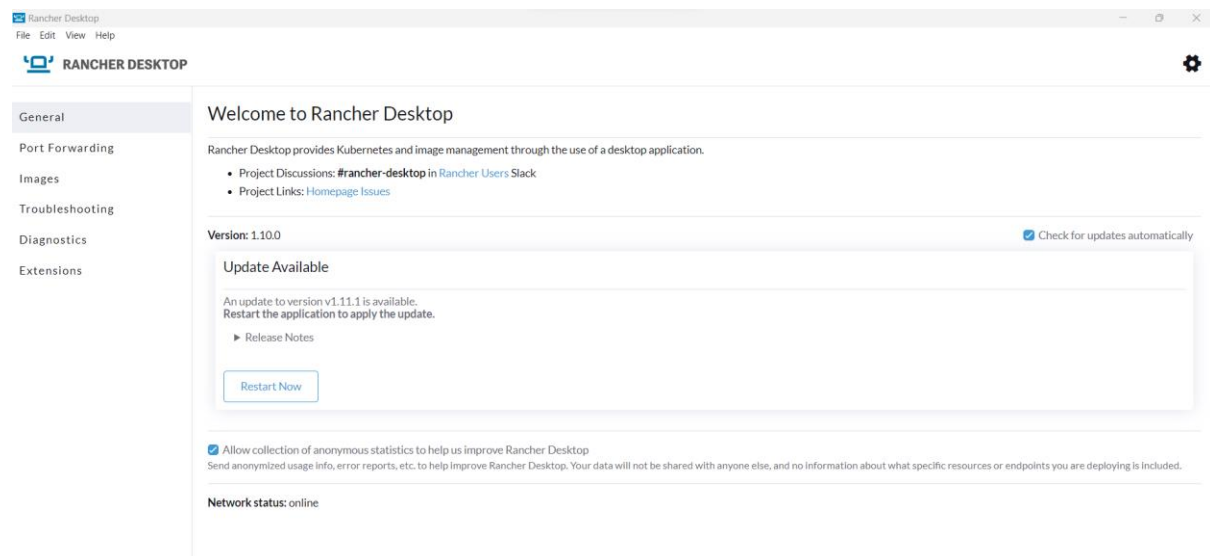 Rancher Desktop
File Edit View Help
RANCHER DESKTOP
General
Port Forwarding
Images
Troubleshooting
Diagnostics
Extensions
Welcome to Rancher Desktop
Rancher Desktop provides Kubernetes and image management through the use of a desktop application.
• Project Discussions: #rancher-desktop in Rancher Users Slack
• Project Links: Homepage Issues
Version: 1.10.0
Check for updates automatically
Update Available
An update to version v1.11.1 is available.
Restart the application to apply the update.
Release Notes
Restart Now
Allow collection of anonymous statistics to help us improve Rancher Desktop
Send anonymized usage info, error reports, etc. to help improve Rancher Desktop. Your data will not be shared with anyone else, and no information about what specific resources or endpoints you are deploying is included.
Network status: online